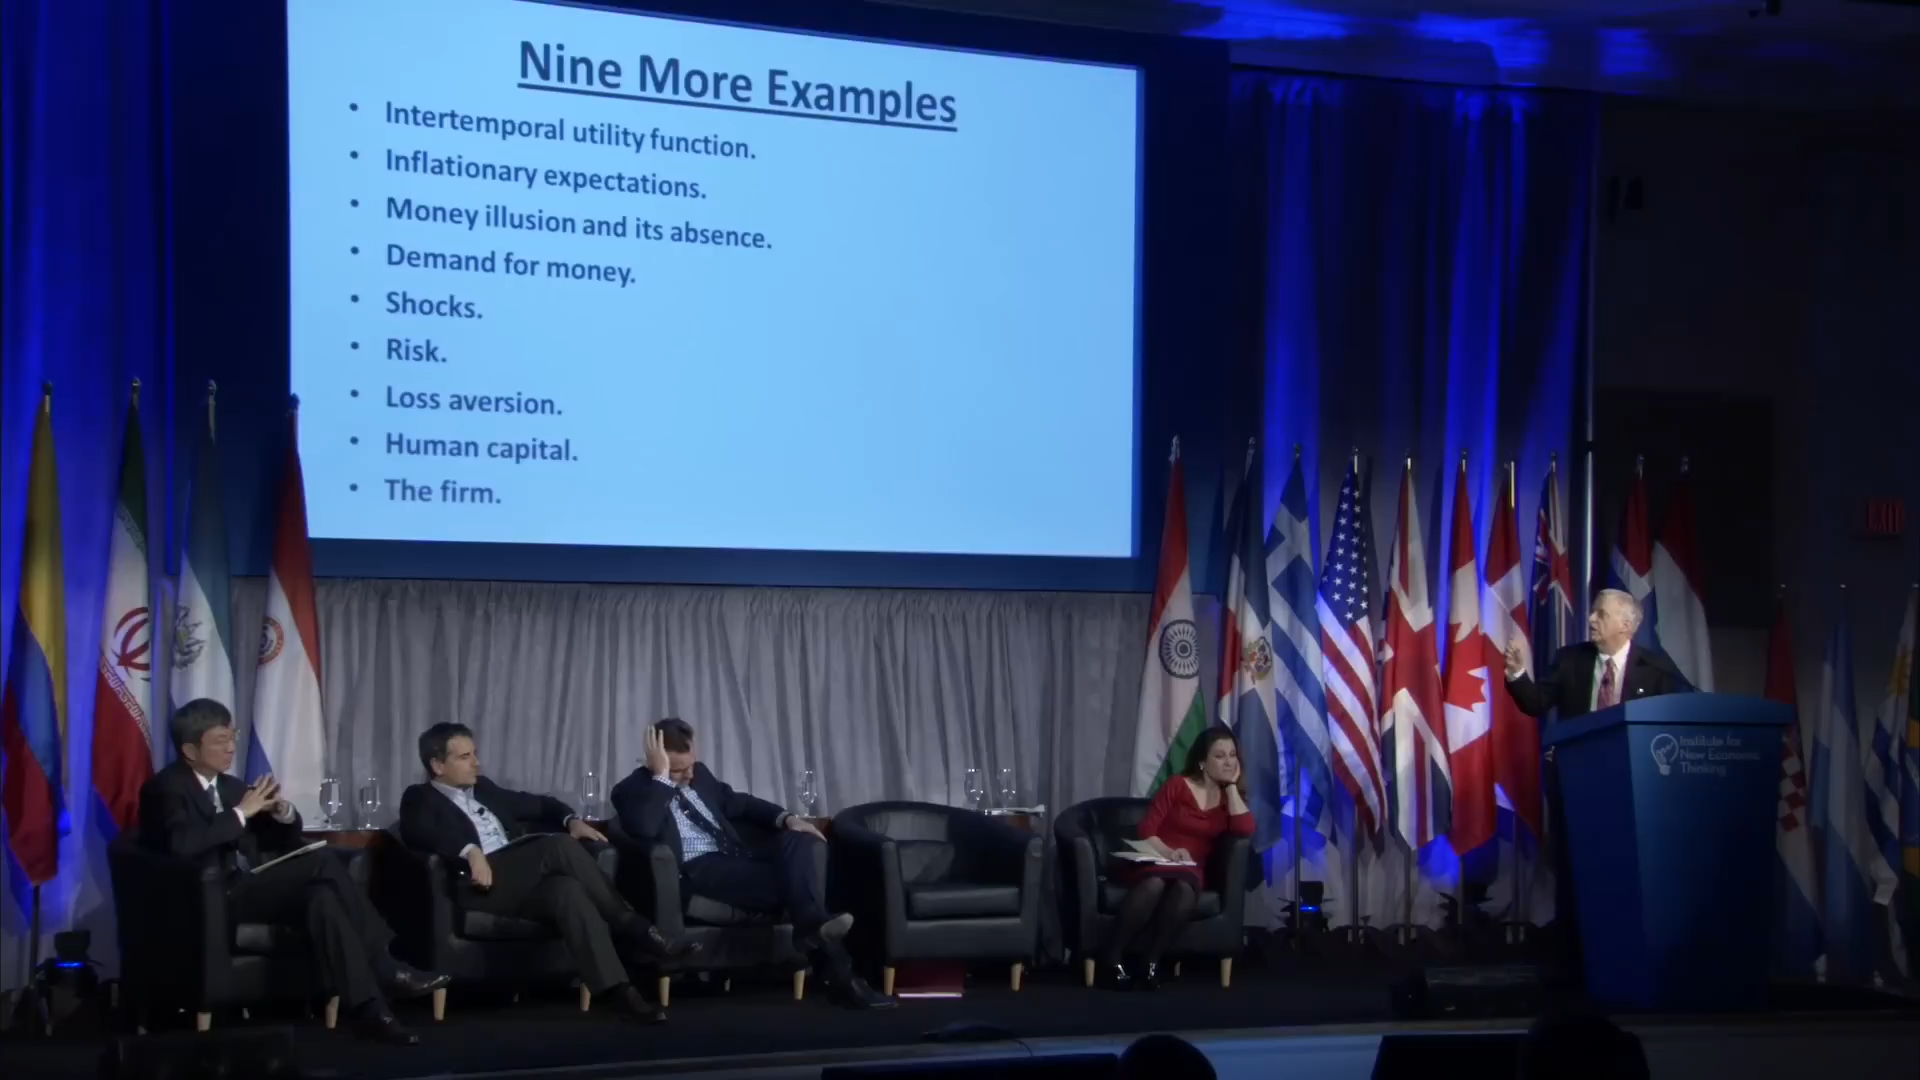 Nine More Examples
• Intertemporal utility function.
• Inflationary expectations.
• Money illusion and its absence.
• Demand for money.
• Shocks.
• Risk.
• Loss aversion.
• Human capital.
• The firm.
EXIT
Institute for
New Economic
Thinking